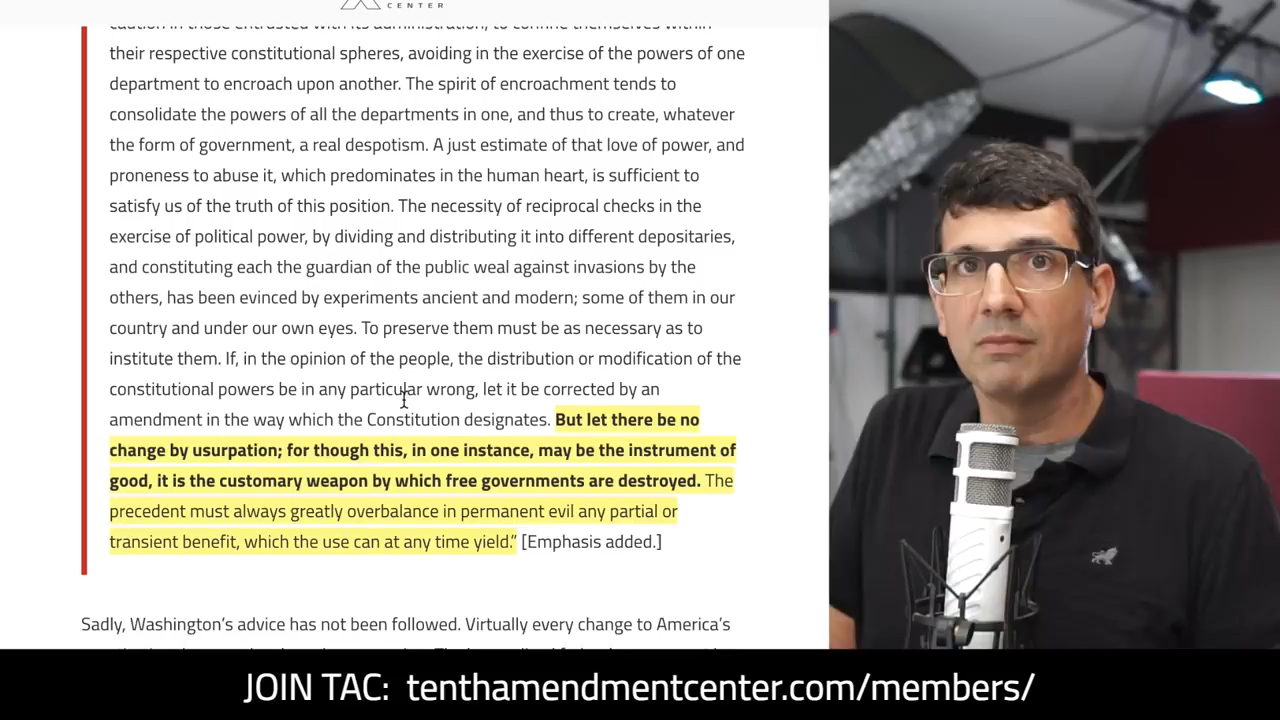 CENTER
caution in those entrusted with its administration, to confine themselves within
their respective constitutional spheres, avoiding in the exercise of the powers of one
department to encroach upon another. The spirit of encroachment tends to
consolidate the powers of all the departments in one, and thus to create, whatever
the form of government, a real despotism. A just estimate of that love of power, and
proneness to abuse it, which predominates in the human heart, is sufficient to
satisfy us of the truth of this position. The necessity of reciprocal checks in the
exercise of political power, by dividing and distributing it into different depositaries,
and constituting each the guardian of the public weal against invasions by the
others, has been evinced by experiments ancient and modern; some of them in our
country and under our own eyes. To preserve them must be as necessary as to
institute them. If, in the opinion of the people, the distribution or modification of the
constitutional powers be in any particular wrong, let it be corrected by an
amendment in the way which the Constitution designates. But let there be no
change by usurpation; for though this, in one instance, may be the instrument of
good, it is the customary weapon by which free governments are destroyed. The
precedent must always greatly overbalance in permanent evil any partial or
transient benefit, which the use can at any time yield.” [Emphasis added.]
Sadly, Washington’s advice has not been followed. Virtually every change to America’s
JOIN TAC: tenthamendmentcenter.com/members/